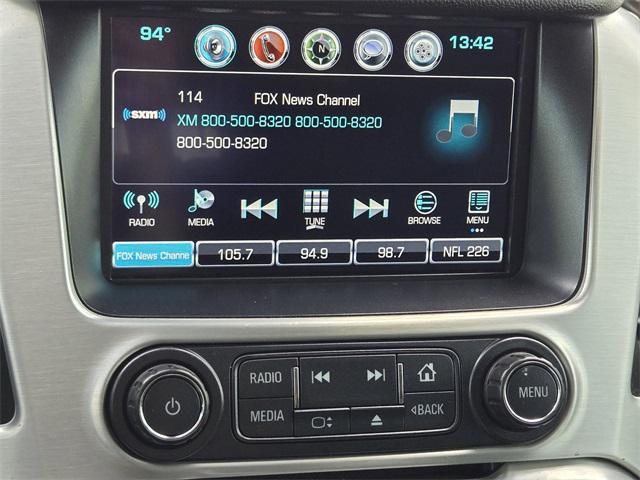 94° N 13:42
114 FOX News Channel
((sxm)) XM 800-500-8320 800-500-8320
800-500-8320
RADIO MEDIA TUNE BROWSE MENU
FOX News Channe 105.7 94.9 98.7 NFL 226
RADIO MENU
MEDIA BACK